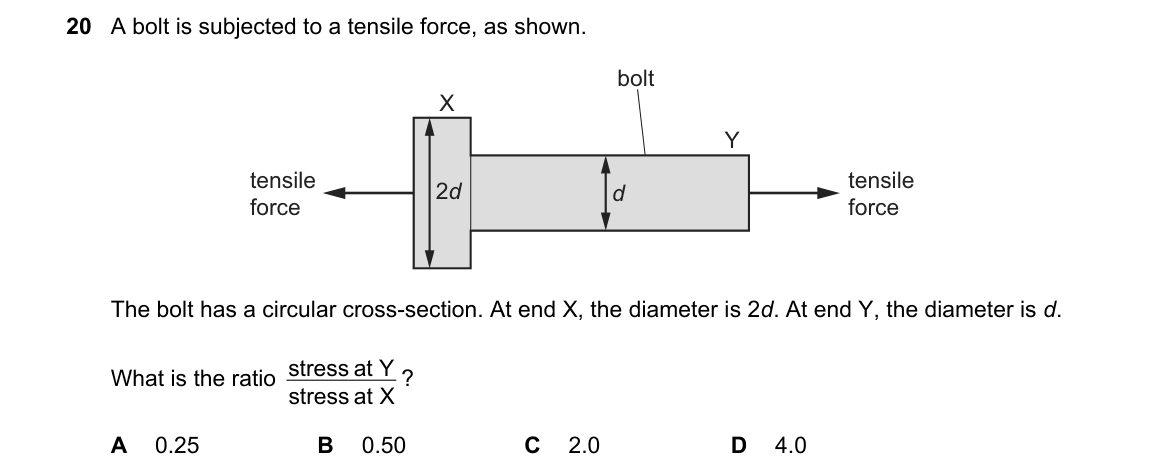 20 A bolt is subjected to a tensile force, as shown.
bolt
X
Y
tensile
force
2d
d
tensile
force
The bolt has a circular cross-section. At end X, the diameter is 2d. At end Y, the diameter is d.
What is the ratio stress at Y / stress at X ?
A 0.25 B 0.50 C 2.0 D 4.0